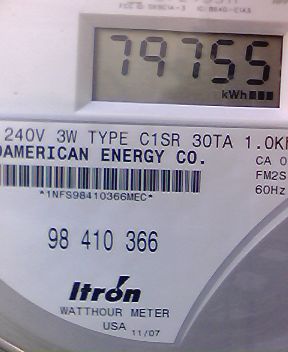 79755
kWh
240V 3W TYPE C1SR 30TA 1.0K
AMERICAN ENERGY CO.
CA 0
FM2S
60Hz
*1NFS98410366MEC*
98 410 366
Itron
WATTHOUR METER
USA 11/07